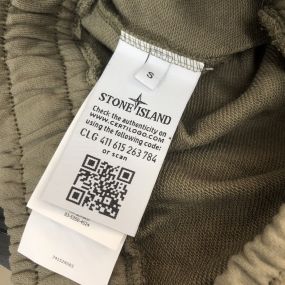 S
STONE ISLAND
Check the authenticity on
WWW.CERTILOGO.COM
using the following code:
CLG 411 615 263 784
or scan